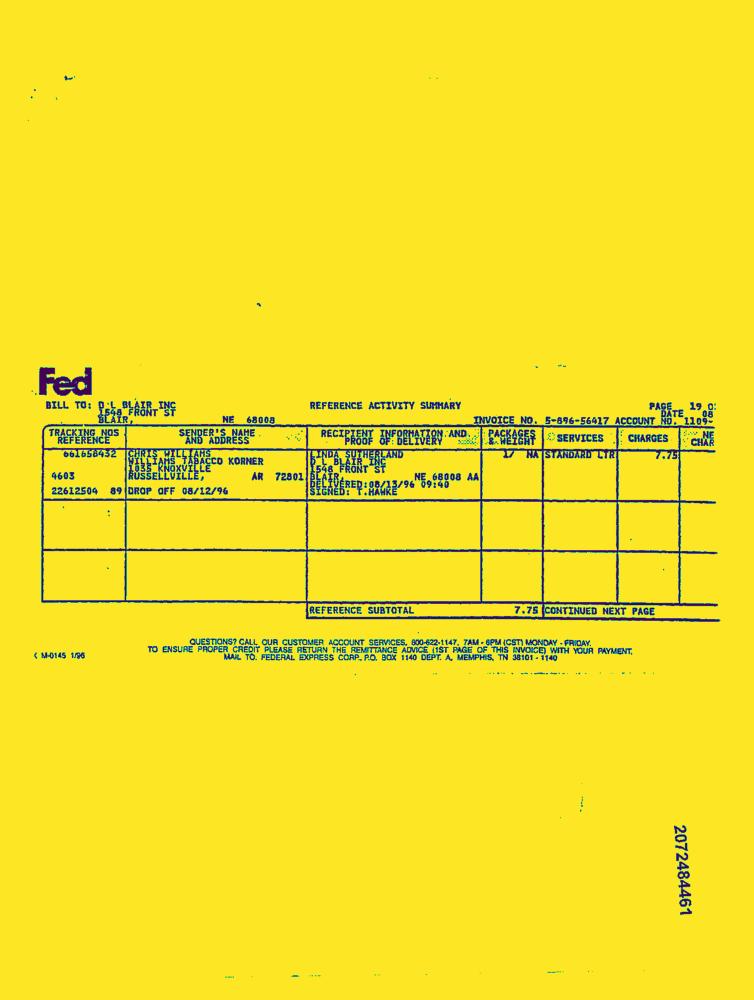 Fed
BILL TO: D L BLAIR INC
1548 FRONT ST
BLAIR, NE 68008
REFERENCE ACTIVITY SUMMARY
PAGE 19
DATE 08
INVOICE NO. 5-896-56417 ACCOUNT NO. 1109-
TRACKING NOS
REFERENCE
SENDER'S NAME
AND ADDRESS
RECIPIENT INFORMATION AND
PROOF OF DELIVERY
PACKAGES
& WEIGHT
SERVICES
CHARGES
NE
CHAR
661658432
4603
22612504 89
CHRIS WILLIAMS
WILLIAMS TABACCO KORNER
1035 KNOXVILLE
RUSSELLVILLE, AR 72801
DROP OFF 08/12/96
LINDA SUTHERLAND
D L BLAIR INC
1548 FRONT ST
BLAIR, NE 68008 AA
DELIVERED:08/13/96 09:40
SIGNED: T.HAWKE
1/ NA
STANDARD LTR
7.75
REFERENCE SUBTOTAL 7.75 CONTINUED NEXT PAGE
QUESTIONS? CALL OUR CUSTOMER ACCOUNT SERVICES, 800-622-1147, 7AM - 6PM (CST) MONDAY - FRIDAY.
TO ENSURE PROPER CREDIT PLEASE RETURN THE REMITTANCE ADVICE (1ST PAGE OF THIS INVOICE) WITH YOUR PAYMENT.
MAIL TO: FEDERAL EXPRESS CORP., P.O. BOX 1140 DEPT. A, MEMPHIS, TN 38101 - 1140
M-0145 1/96
2072484461